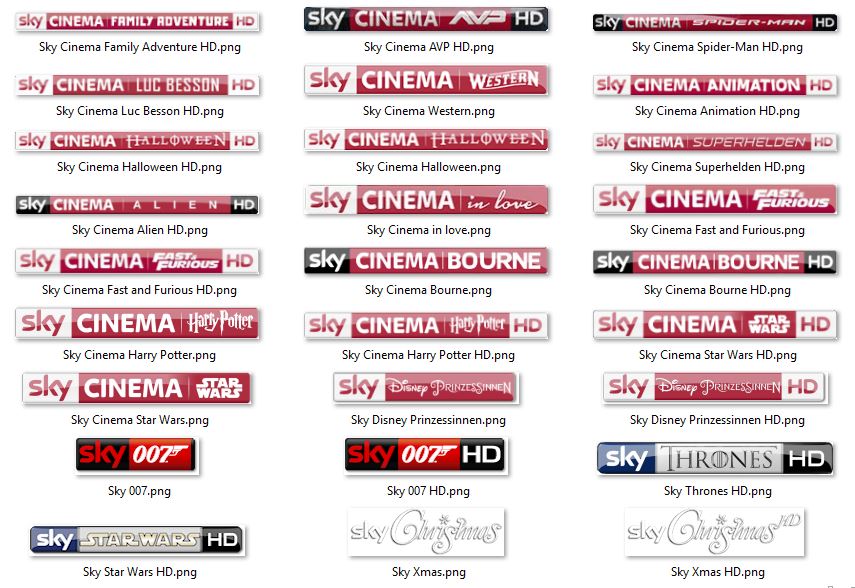 sky CINEMA FAMILY ADVENTURE HD
sky CINEMA AVP HD
sky CINEMA SPIDER-MAN HD
Sky Cinema Family Adventure HD.png
Sky Cinema AVP HD.png
Sky Cinema Spider-Man HD.png
sky CINEMA LUC BESSON HD
sky CINEMA WESTERN
sky CINEMA ANIMATION HD
Sky Cinema Luc Besson HD.png
Sky Cinema Western.png
Sky Cinema Animation HD.png
sky CINEMA HALLOWEEN HD
sky CINEMA HALLOWEEN
sky CINEMA SUPERHELDEN HD
Sky Cinema Halloween HD.png
Sky Cinema Halloween.png
Sky Cinema Superhelden HD.png
sky CINEMA ALIEN HD
sky CINEMA in love
sky CINEMA FAST & FURIOUS
Sky Cinema Alien HD.png
Sky Cinema in love.png
Sky Cinema Fast and Furious.png
sky CINEMA FAST & FURIOUS HD
sky CINEMA BOURNE
sky CINEMA BOURNE HD
Sky Cinema Fast and Furious HD.png
Sky Cinema Bourne.png
Sky Cinema Bourne HD.png
sky CINEMA Harry Potter
sky CINEMA Harry Potter HD
sky CINEMA STAR WARS HD
Sky Cinema Harry Potter.png
Sky Cinema Harry Potter HD.png
Sky Cinema Star Wars HD.png
sky CINEMA STAR WARS
sky DISNEY PRINZESSINNEN
sky DISNEY PRINZESSINNEN HD
Sky Cinema Star Wars.png
Sky Disney Prinzessinnen.png
Sky Disney Prinzessinnen HD.png
sky 007
sky 007 HD
sky THRONES HD
Sky 007.png
Sky 007 HD.png
Sky Thrones HD.png
sky STAR WARS HD
sky Christmas
sky Christmas HD
Sky Star Wars HD.png
Sky Xmas.png
Sky Xmas HD.png